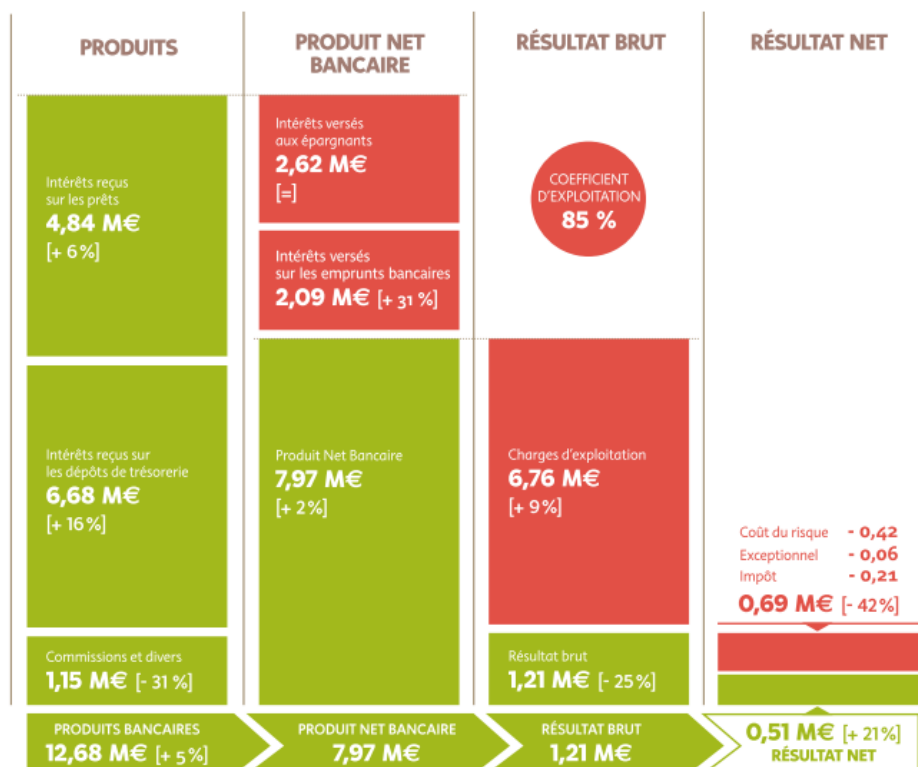 PRODUITS
Intérêts reçus
sur les prêts
4,84 M€
[+ 6%]
Intérêts reçus sur
les dépôts de trésorerie
6,68 M€
[+ 16%]
Commissions et divers
1,15 M€ [- 31 %]
PRODUITS BANCAIRES
12,68 M€ [+ 5%]
PRODUIT NET
BANCAIRE
Intérêts versés
aux épargnants
2,62 M€
[=]
Intérêts versés
sur les emprunts bancaires
2,09 M€ [+ 31 %]
Produit Net Bancaire
7,97 M€
[+ 2%]
PRODUIT NET BANCAIRE
7,97 M€
RÉSULTAT BRUT
COEFFICIENT
D'EXPLOITATION
85 %
Charges d'exploitation
6,76 M€
[+ 9%]
Résultat brut
1,21 M€ [- 25%]
RÉSULTAT BRUT
1,21 M€
RÉSULTAT NET
Coût du risque - 0,42
Exceptionnel - 0,06
Impôt - 0,21
0,69 M€ [- 42%]
0,51 M€ [+ 21%]
RÉSULTAT NET